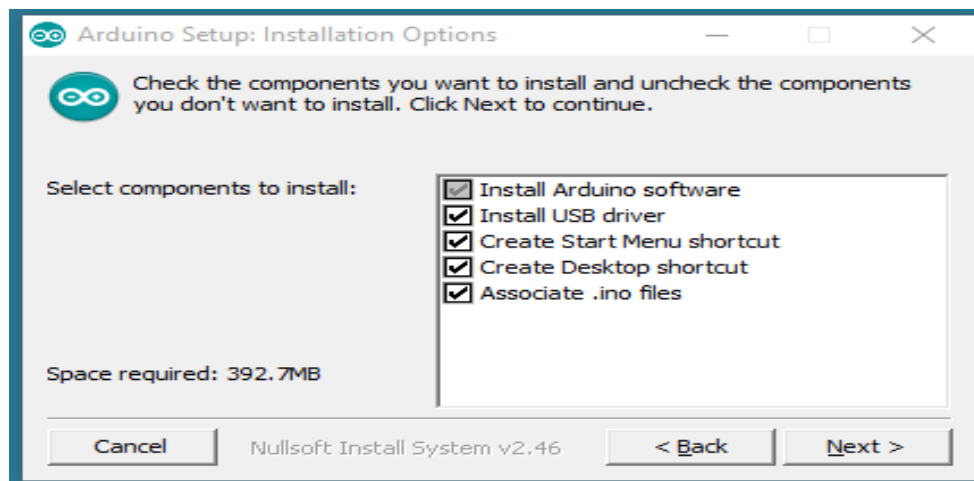 Arduino Setup: Installation Options
Check the components you want to install and uncheck the components
you don't want to install. Click Next to continue.
Select components to install:
Install Arduino software
Install USB driver
Create Start Menu shortcut
Create Desktop shortcut
Associate .ino files
Space required: 392.7MB
Cancel
Nullsoft Install System v2.46
< Back
Next >